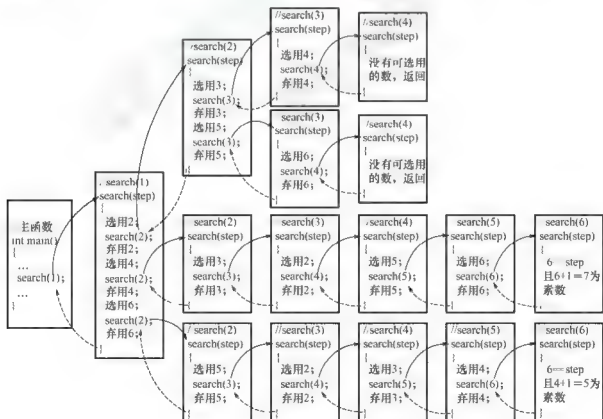 主函数
int main()
{
…
search(1);
…
}
search(1)
search(step)
{
选用2;
search(2);
弃用2;
选用4;
search(2);
弃用4;
选用6;
search(2);
弃用6;
}
/search(2)
search(step)
{
选用3;
search(3);
弃用3;
选用5;
search(3);
弃用5;
}
//search(3)
search(step)
{
选用4;
search(4);
弃用4;
}
/search(4)
search(step)
{
没有可选用
的数，返回
}
search(3)
search(step)
{
选用6;
search(4);
弃用6;
}
/search(4)
search(step)
{
没有可选用
的数，返回
}
search(2)
search(step)
{
选用3;
search(3);
弃用3;
}
search(3)
search(step)
{
选用2;
search(4);
弃用2;
}
/search(4)
search(step)
{
选用5;
search(5);
弃用5;
}
search(5)
search(step)
{
选用6;
search(6);
弃用6;
}
search(6)
search(step)
{
6 step
且6+1=7为
素数
}
//search(2)
search(step)
{
选用5;
search(3);
弃用5;
}
//search(3)
search(step)
{
选用2;
search(4);
弃用2;
}
//search(4)
search(step)
}
选用3;
search(5);
弃用3;
}
//search(5)
search(step)
{
选用4;
search(6);
弃用4;
}
search(6)
search(step)
}
6==step
且4+1=5为
素数
}